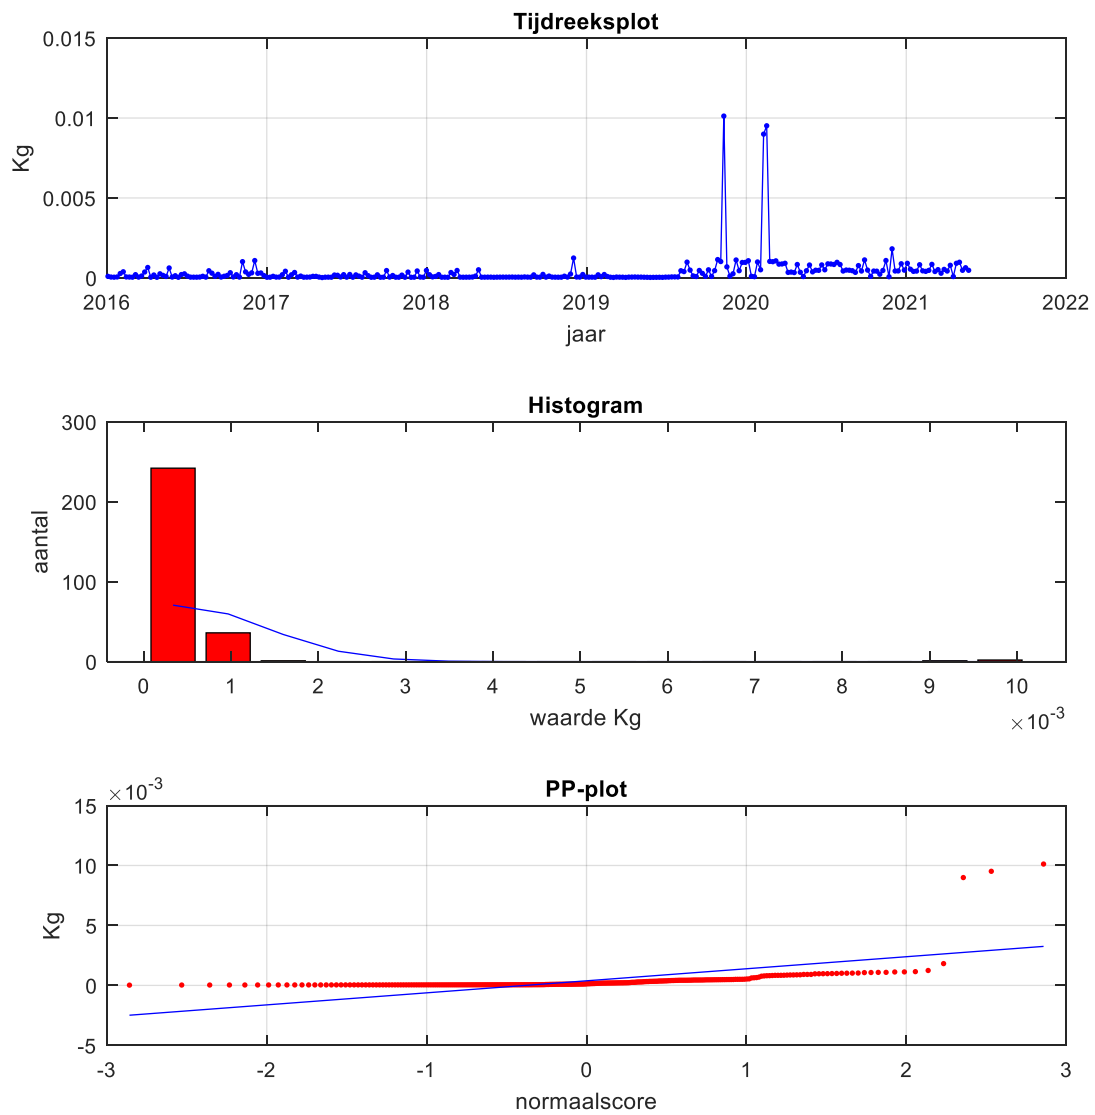 Tijdreeksplot
0.015
0.01
0.005
0
Kg
2016 2017 2018 2019 2020 2021 2022
jaar
Histogram
300
200
100
0
aantal
0 1 2 3 4 5 6 7 8 9 10
waarde Kg
×10-3
PP-plot
×10-3
15
10
5
0
-5
Kg
-3 -2 -1 0 1 2 3
normaalscore